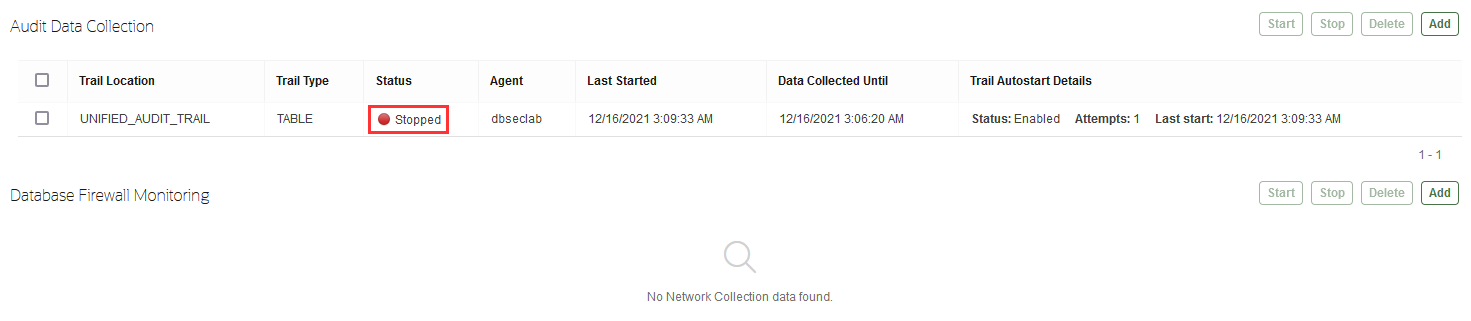 Audit Data Collection Start Stop Delete Add
Trail Location Trail Type Status Agent Last Started Data Collected Until Trail Autostart Details
UNIFIED_AUDIT_TRAIL TABLE Stopped dbseclab 12/16/2021 3:09:33 AM 12/16/2021 3:06:20 AM Status: Enabled Attempts: 1 Last start: 12/16/2021 3:09:33 AM
1 - 1
Database Firewall Monitoring Start Stop Delete Add
No Network Collection data found.